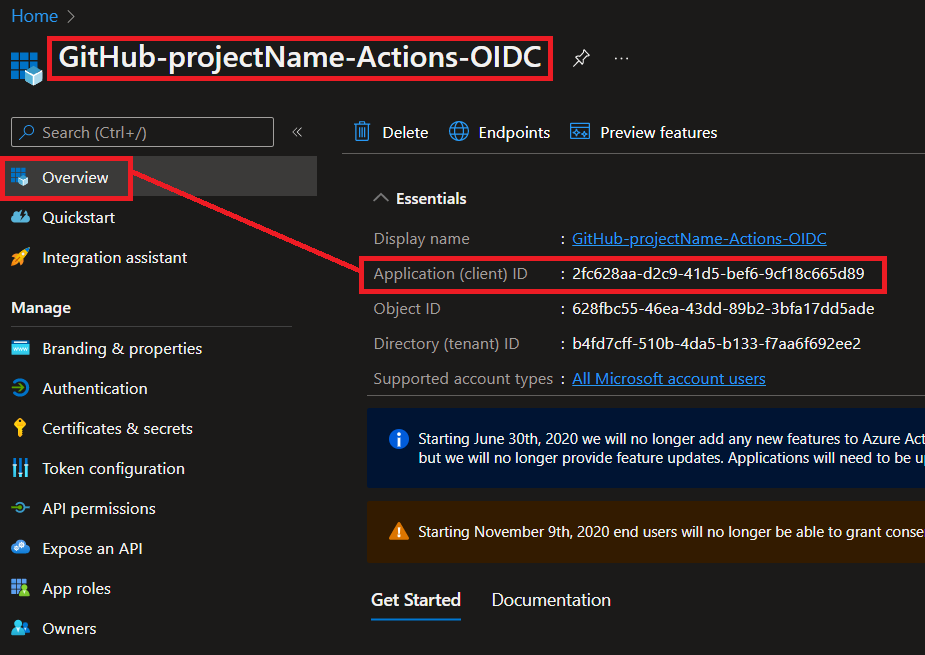 Home
GitHub-projectName-Actions-OIDC
Search (Ctrl+/)
Delete
Endpoints
Preview features
Overview
Quickstart
Integration assistant
Manage
Branding & properties
Authentication
Certificates & secrets
Token configuration
API permissions
Expose an API
App roles
Owners
Essentials
Display name : GitHub-projectName-Actions-OIDC
Application (client) ID : 2fc628aa-d2c9-41d5-bef6-9cf18c665d89
Object ID : 628fbc55-46ea-43dd-89b2-3bfa17dd5ade
Directory (tenant) ID : b4fd7cff-510b-4da5-b133-f7aa6f692ee2
Supported account types : All Microsoft account users
Starting June 30th, 2020 we will no longer add any new features to Azure Act
but we will no longer provide feature updates. Applications will need to be u
Starting November 9th, 2020 end users will no longer be able to grant conse
Get Started
Documentation